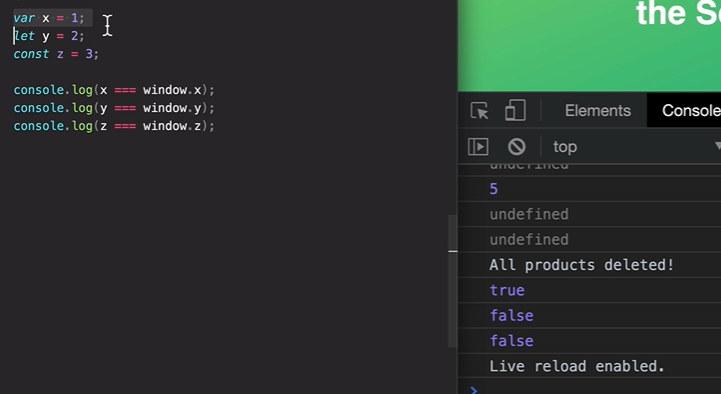 var x = 1;
let y = 2;
const z = 3;
console.log(x === window.x);
console.log(y === window.y);
console.log(z === window.z);
the
Elements Console
top
undefined
5
undefined
undefined
All products deleted!
true
false
false
Live reload enabled.
>